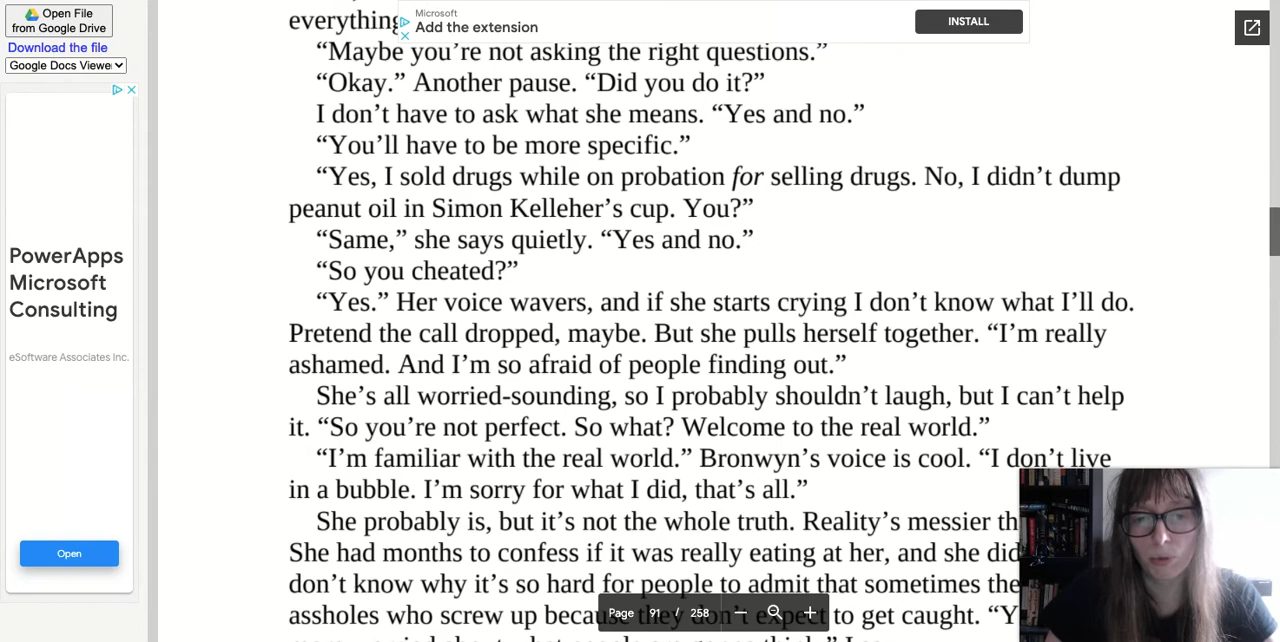 Open File
from Google Drive
Download the file
Google Docs Viewe
PowerApps
Microsoft
Consulting
eSoftware Associates Inc.
Open
Microsoft
Add the extension
INSTALL
everything
“Maybe you’re not asking the right questions.”
“Okay.” Another pause. “Did you do it?”
I don’t have to ask what she means. “Yes and no.”
“You’ll have to be more specific.”
“Yes, I sold drugs while on probation for selling drugs. No, I didn’t dump
peanut oil in Simon Kelleher’s cup. You?”
“Same,” she says quietly. “Yes and no.”
“So you cheated?”
“Yes.” Her voice wavers, and if she starts crying I don’t know what I’ll do.
Pretend the call dropped, maybe. But she pulls herself together. “I’m really
ashamed. And I’m so afraid of people finding out.”
She’s all worried-sounding, so I probably shouldn’t laugh, but I can’t help
it. “So you’re not perfect. So what? Welcome to the real world.”
“I’m familiar with the real world.” Bronwyn’s voice is cool. “I don’t live
in a bubble. I’m sorry for what I did, that’s all.”
She probably is, but it’s not the whole truth. Reality’s messier th
She had months to confess if it was really eating at her, and she did
don’t know why it’s so hard for people to admit that sometimes the
assholes who screw up because they don’t expect to get caught. “Y
Page 91 / 258